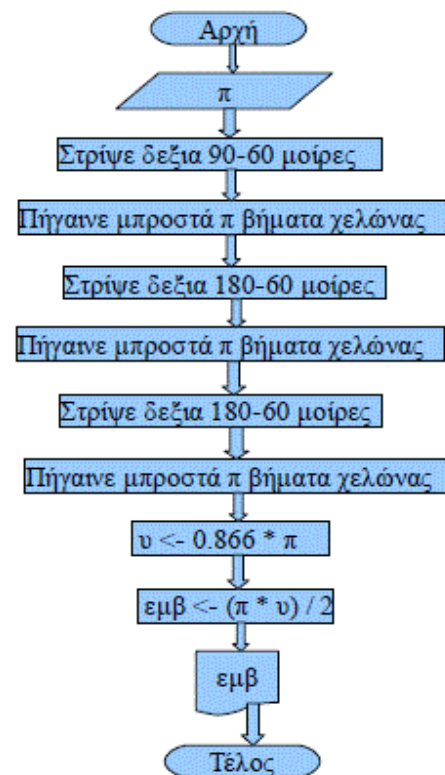 Αρχή
π
Στρίψε δεξια 90-60 μοίρες
Πήγαινε μπροστά π βήματα χελώνας
Στρίψε δεξια 180-60 μοίρες
Πήγαινε μπροστά π βήματα χελώνας
Στρίψε δεξια 180-60 μοίρες
Πήγαινε μπροστά π βήματα χελώνας
υ <- 0.866 * π
εμβ <- (π * υ) / 2
εμβ
Τέλος